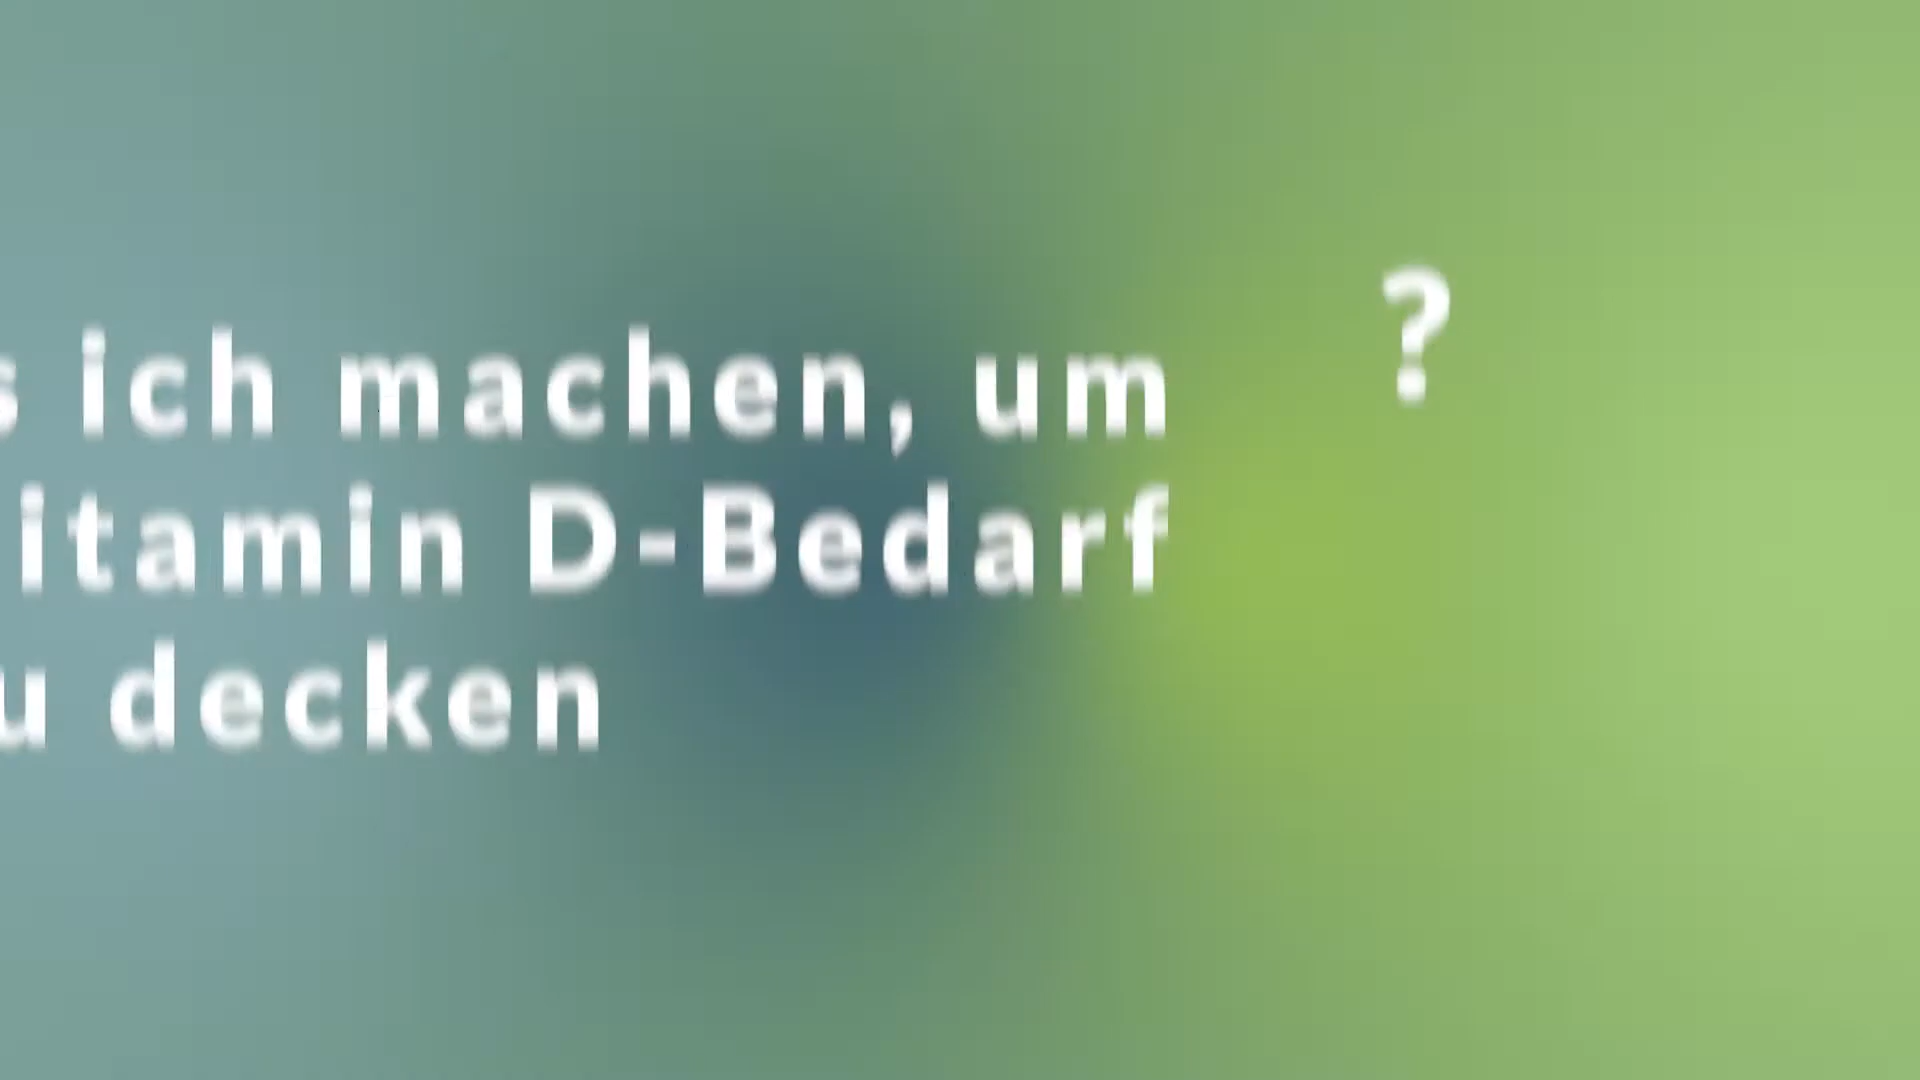 s ich machen, um
itamin D-Bedarf
u decken
?